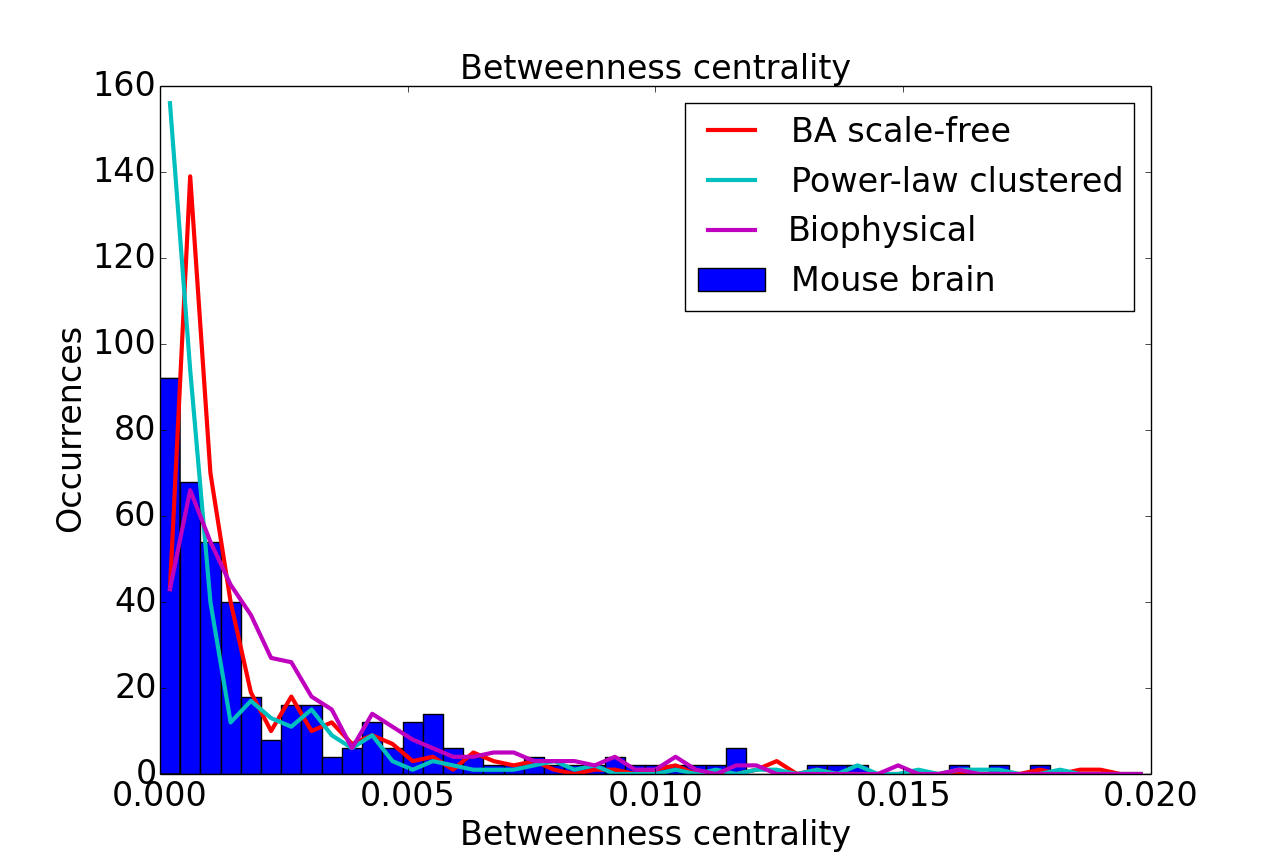 Betweenness centrality
160
140
120
100
80
60
40
20
0
Occurrences
BA scale-free
Power-law clustered
Biophysical
Mouse brain
0.000 0.005 0.010 0.015 0.020
Betweenness centrality